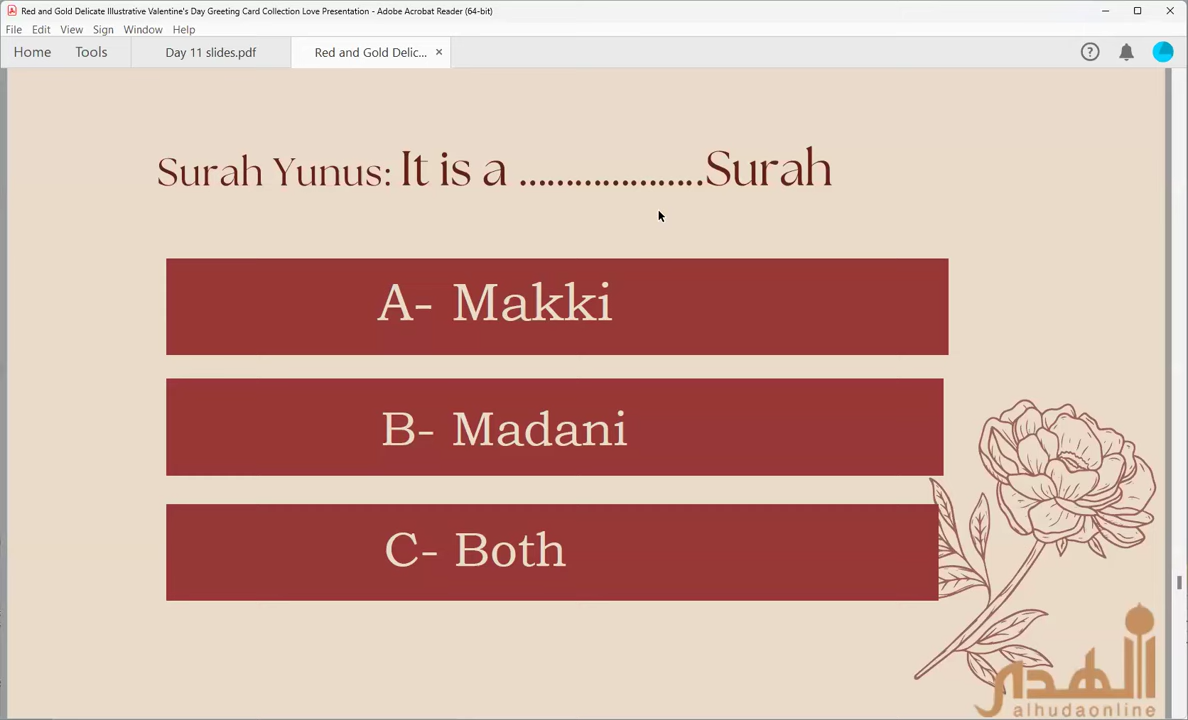 Red and Gold Delicate Illustrative Valentine's Day Greeting Card Collection Love Presentation - Adobe Acrobat Reader (64-bit)
File Edit View Sign Window Help
Home Tools Day 11 slides.pdf Red and Gold Delic... ×
Surah Yunus: It is a ....................Surah
A- Makki
B- Madani
C- Both
الهدى
alhudaonline